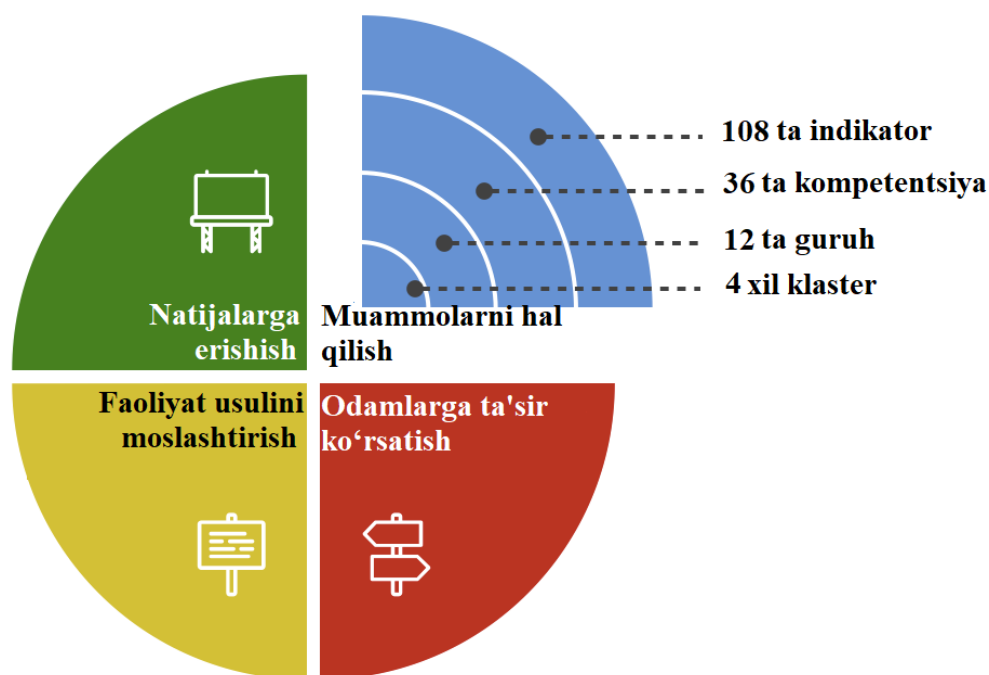 108 ta indikator
36 ta kompetentsiya
12 ta guruh
4 xil klaster
Natijalarga
erishish
Muammolarni hal
qilish
Faoliyat usulini
moslashtirish
Odamlarga ta'sir
ko‘rsatish